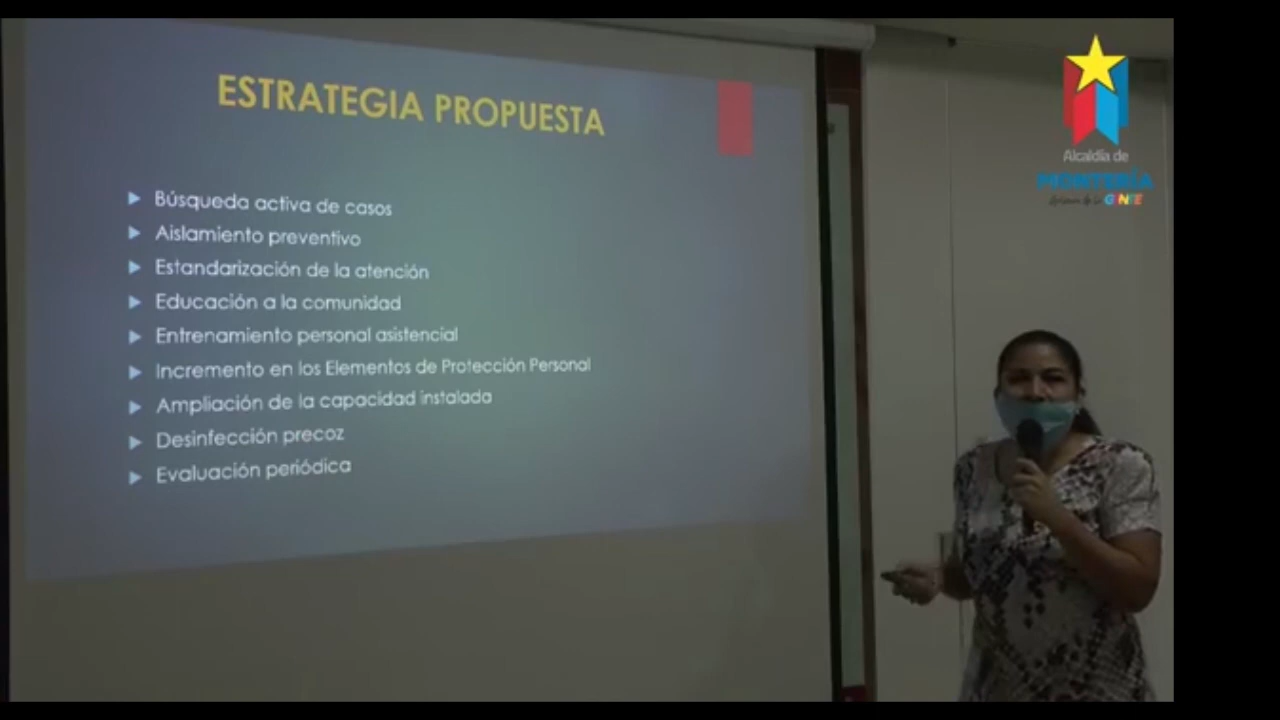 ESTRATEGIA PROPUESTA
Búsqueda activa de casos
Aislamiento preventivo
Estandarización de la atención
Educación a la comunidad
Entrenamiento personal asistencial
Incremento en los Elementos de Protección Personal
Ampliación de la capacidad instalada
Desinfección precoz
Evaluación periódica
Alcaldía de
MONTERÍA
GENTE